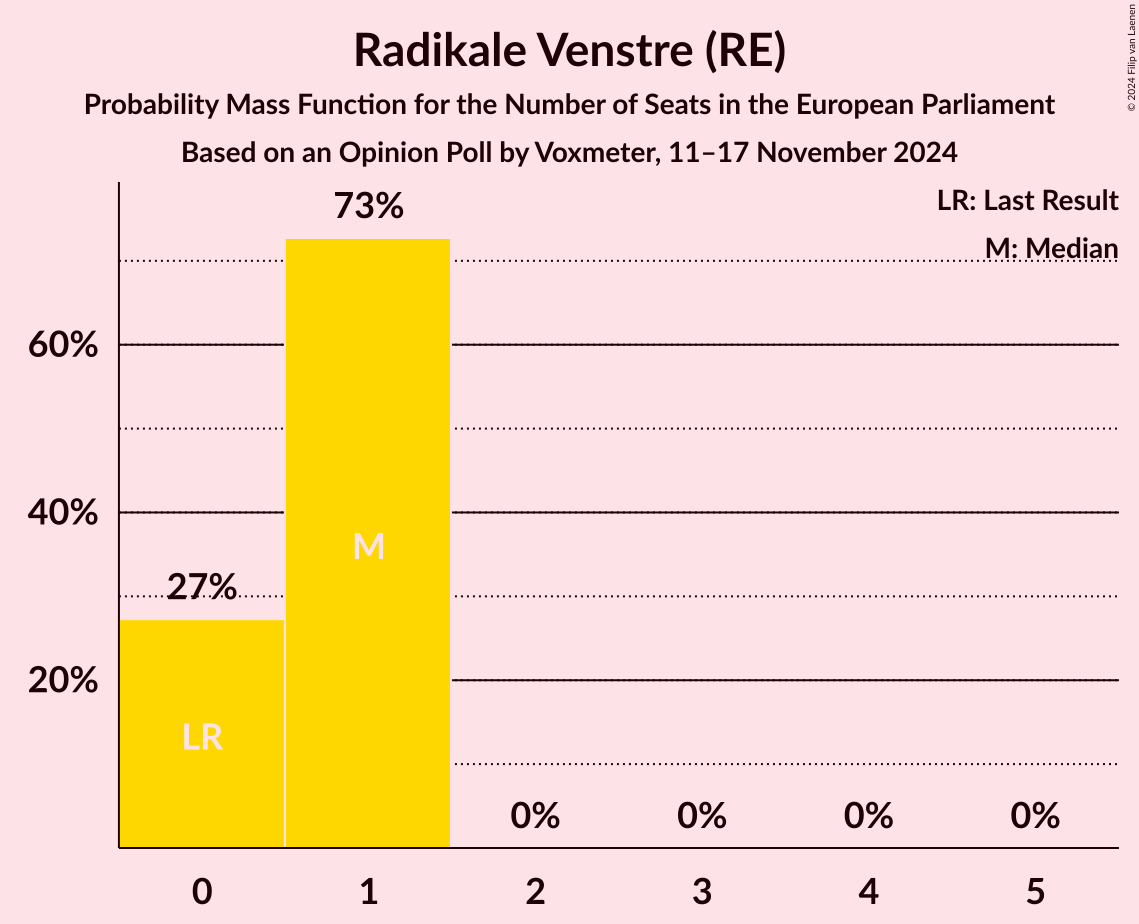 Radikale Venstre (RE)
Probability Mass Function for the Number of Seats in the European Parliament
Based on an Opinion Poll by Voxmeter, 11–17 November 2024
© 2024 Filip van Laenen
LR: Last Result
M: Median
73%
60%
40%
27%
20%
M
LR
0% 0% 0% 0%
0 1 2 3 4 5